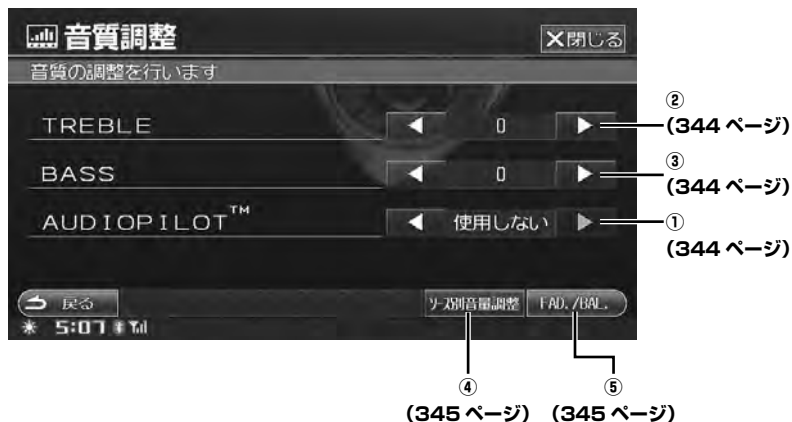 音質調整
✕閉じる
音質の調整を行います
TREBLE ◀ 0 ▶
②
(344 ページ)
BASS ◀ 0 ▶
③
(344 ページ)
AUDIOPILOT™ ◀ 使用しない ▶
①
(344 ページ)
戻る
ソース別音量調整
FAD./BAL.
5:07
④
(345 ページ)
⑤
(345 ページ)